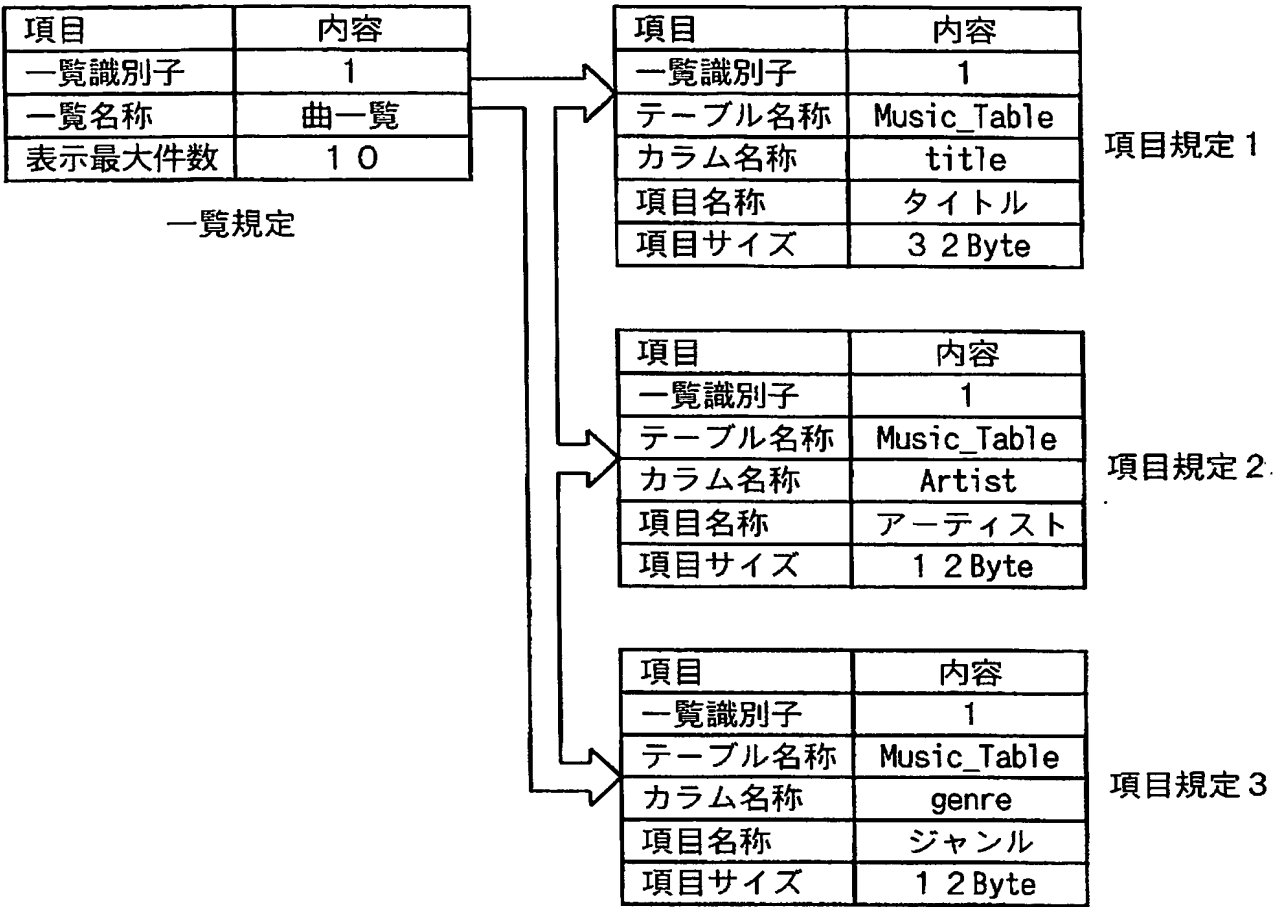 項目 内容
一覧識別子 1
一覧名称 曲一覧
表示最大件数 10
一覧規定
項目 内容
一覧識別子 1
テーブル名称 Music_Table
カラム名称 title
項目名称 タイトル
項目サイズ 32Byte
項目規定1
項目 内容
一覧識別子 1
テーブル名称 Music_Table
カラム名称 Artist
項目名称 アーティスト
項目サイズ 12Byte
項目規定2
項目 内容
一覧識別子 1
テーブル名称 Music_Table
カラム名称 genre
項目名称 ジャンル
項目サイズ 12Byte
項目規定3